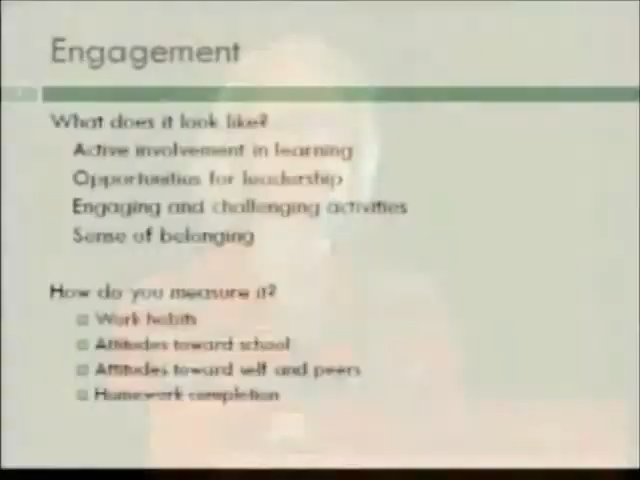 Engagement
What does it look like?
Active involvement in learning
Opportunities for leadership
Engaging and challenging activities
Sense of belonging
How do you measure it?
Work habits
Attitudes toward school
Attitudes toward self and peers
Homework completion